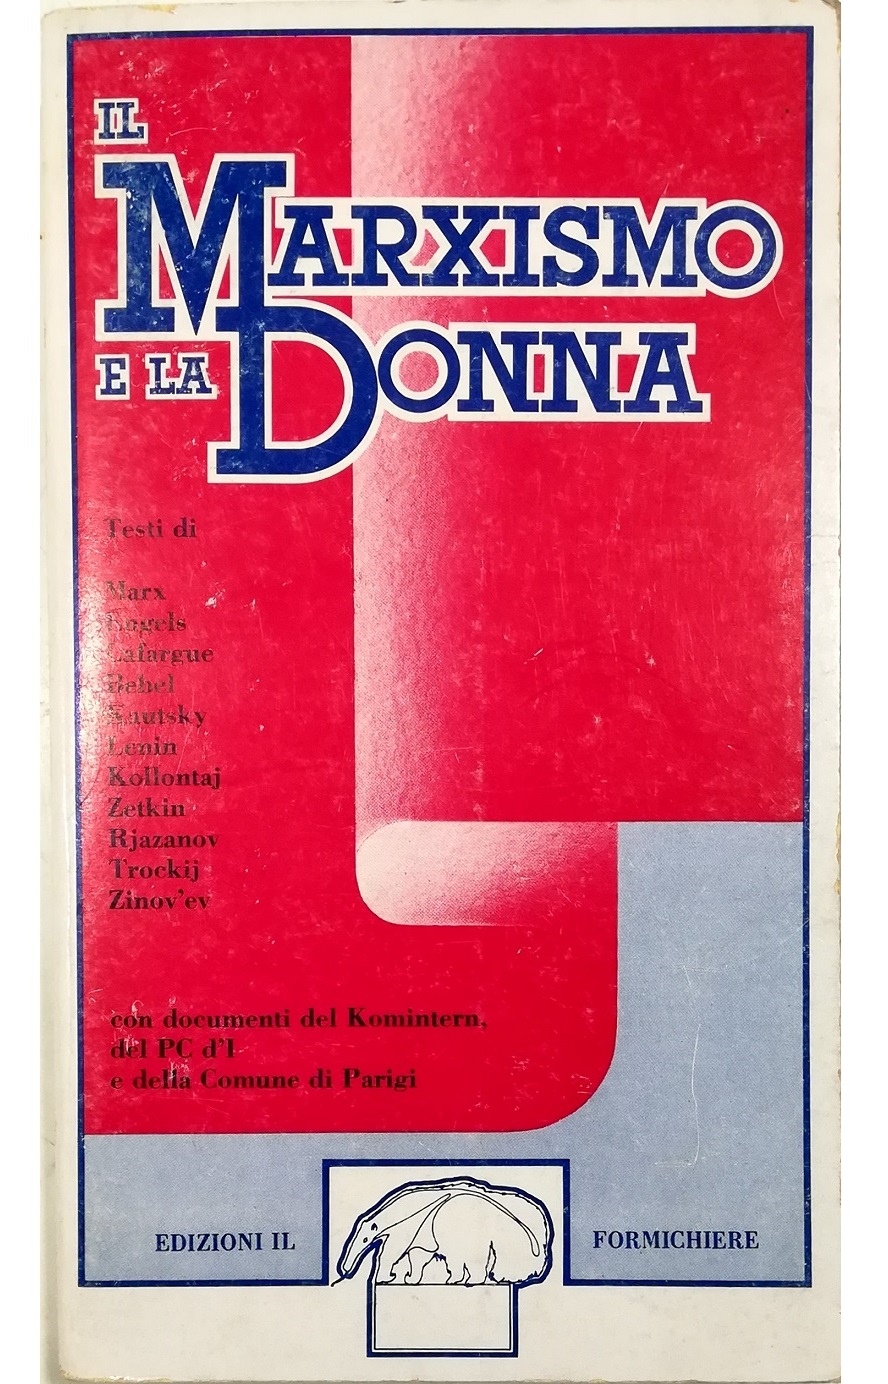 IL
MARXISMO
E LA DONNA
Testi di
Marx
Engels
Lafargue
Bebel
Kautsky
Lenin
Kollontaj
Zetkin
Rjazanov
Trockij
Zinov'ev
con documenti del Komintern,
del PC d'I
e della Comune di Parigi
EDIZIONI IL FORMICHIERE